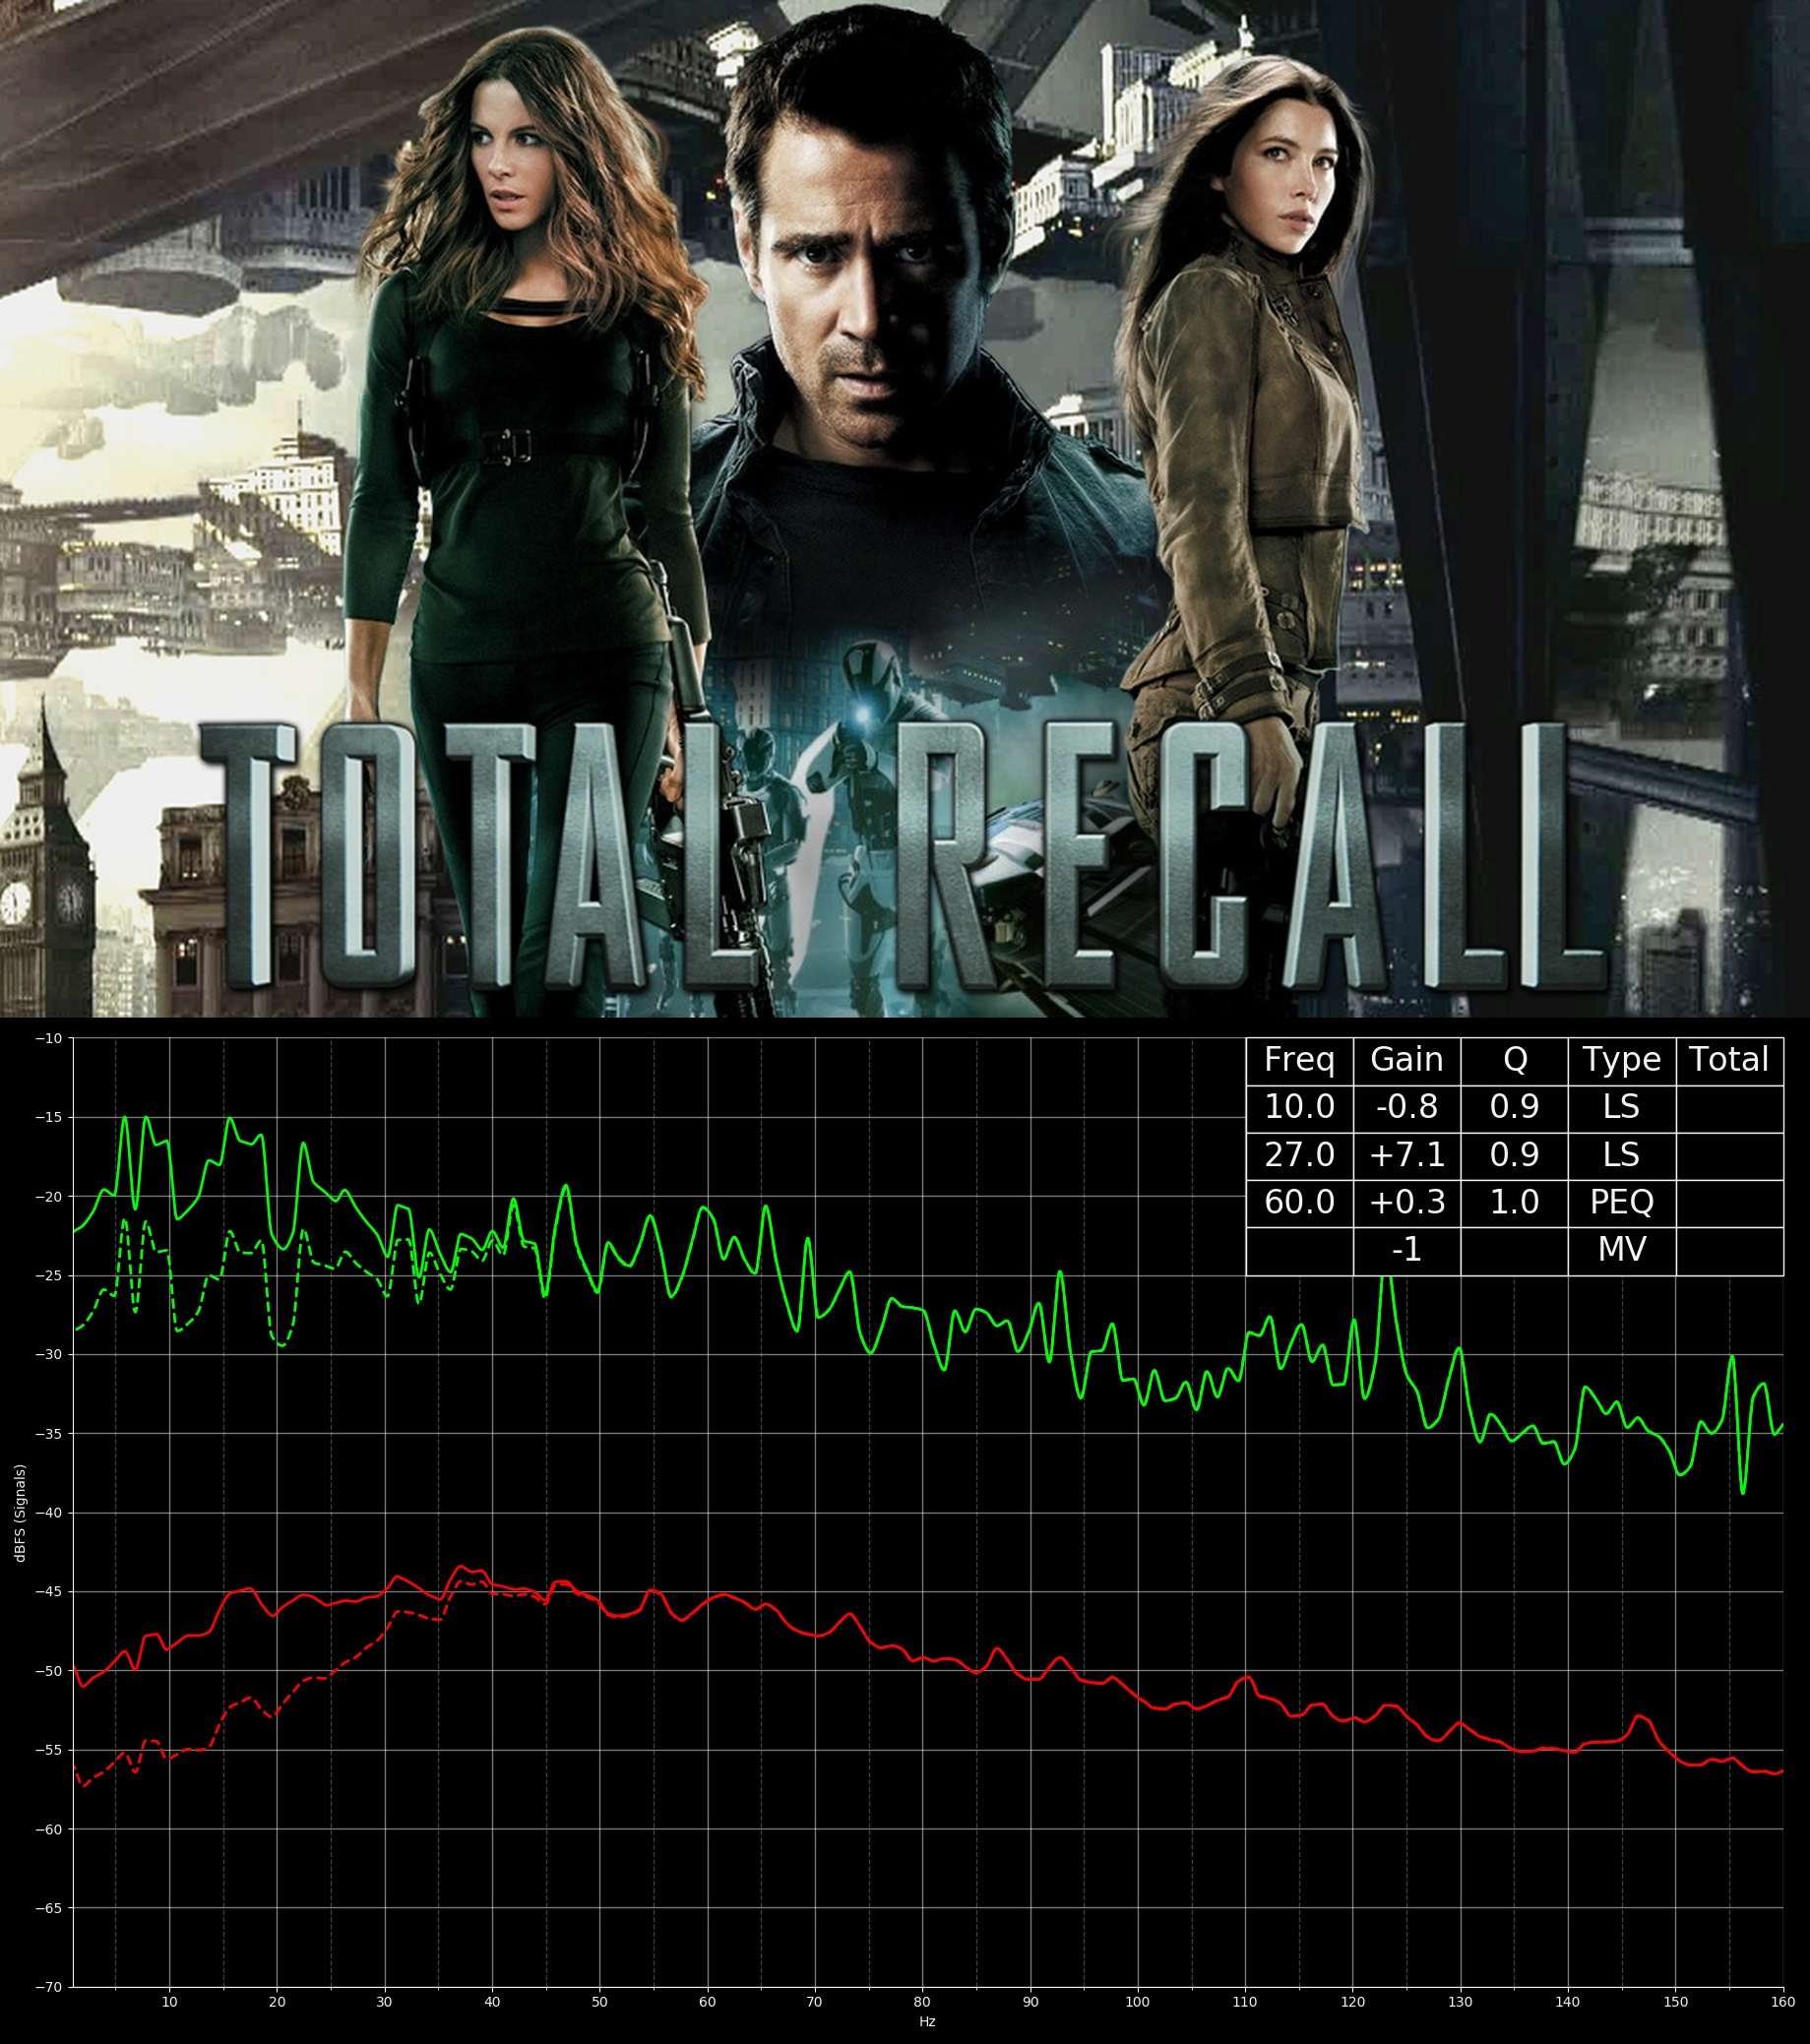 TOTAL RECALL
Freq Gain Q Type Total
10.0 -0.8 0.9 LS
27.0 +7.1 0.9 LS
60.0 +0.3 1.0 PEQ
-1 MV
−10
−15
−20
−25
−30
−35
−40
−45
−50
−55
−60
−65
−70
dBFS (Signals)
10 20 30 40 50 60 70 80 90 100 110 120 130 140 150 160
Hz